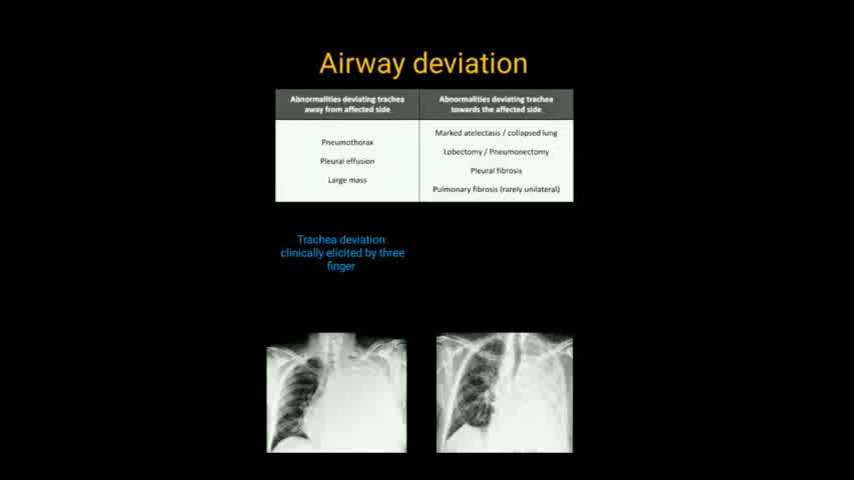 Airway deviation
Abnormalities deviating trachea
away from affected side
Abnormalities deviating trachea
towards the affected side
Pneumothorax
Pleural effusion
Large mass
Marked atelectasis / collapsed lung
Lobectomy / Pneumonectomy
Pleural fibrosis
Pulmonary fibrosis (rarely unilateral)
Trachea deviation
clinically elicited by three
finger